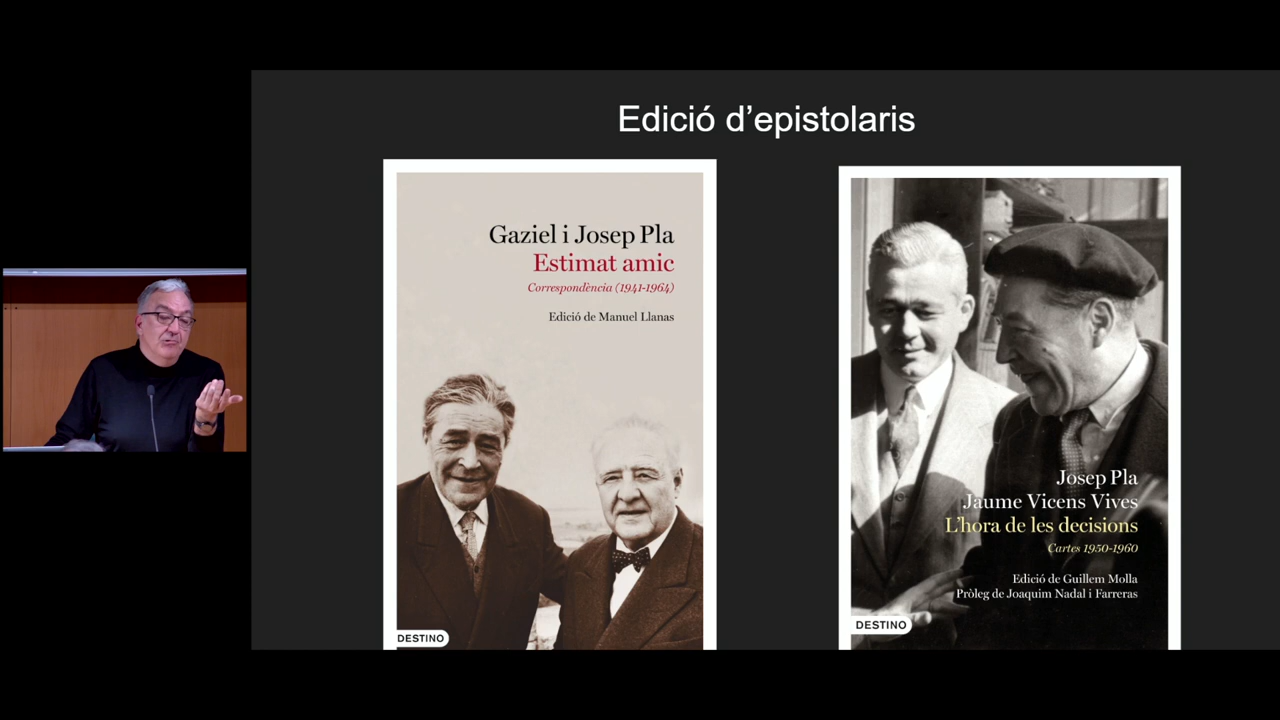 Edició d’epistolaris
Gaziel i Josep Pla
Estimat amic
Correspondència (1941-1964)
Edició de Manuel Llanas
DESTINO
Josep Pla
Jaume Vicens Vives
L'hora de les decisions
Cartes 1950-1960
Edició de Guillem Molla
Pròleg de Joaquim Nadal i Farreras
DESTINO